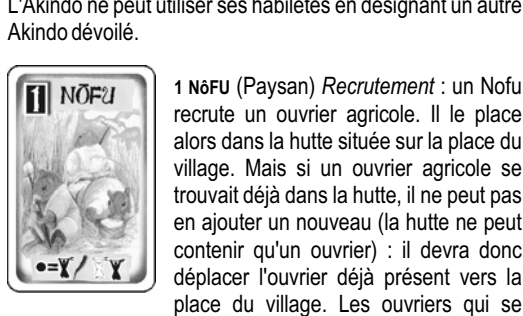 L'Akindo ne peut utiliser ses habiletés en désignant un autre
Akindo dévoilé.
1 NŌFU
1 NôFU (Paysan) Recrutement : un Nofu
recrute un ouvrier agricole. Il le place
alors dans la hutte située sur la place du
village. Mais si un ouvrier agricole se
trouvait déjà dans la hutte, il ne peut pas
en ajouter un nouveau (la hutte ne peut
contenir qu'un ouvrier) : il devra donc
déplacer l'ouvrier déjà présent vers la
place du village. Les ouvriers qui se